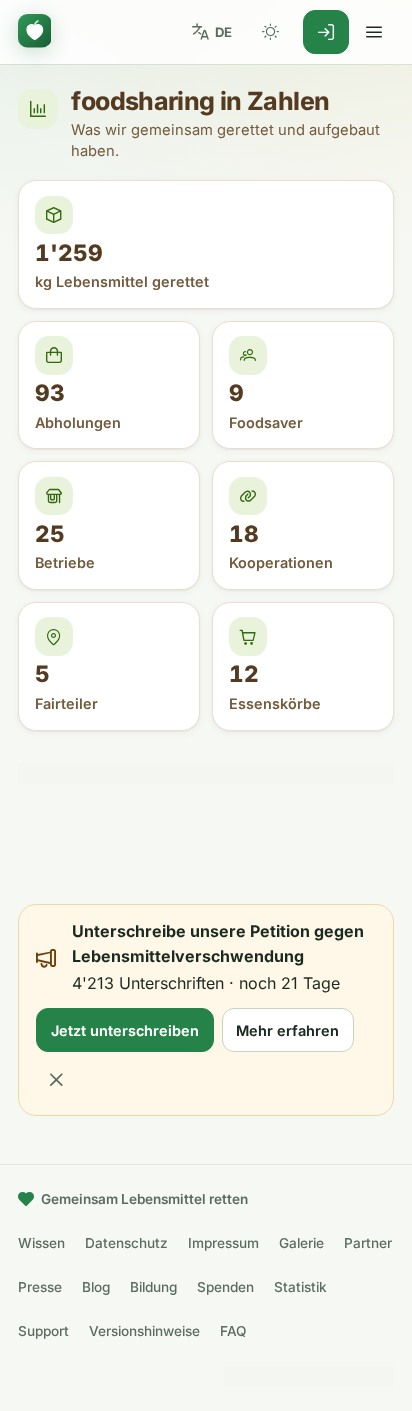 DE
foodsharing in Zahlen
Was wir gemeinsam gerettet und aufgebaut
haben.
1'259
kg Lebensmittel gerettet
93
Abholungen
9
Foodsaver
25
Betriebe
18
Kooperationen
5
Fairteiler
12
Essenskörbe
Unterschreibe unsere Petition gegen
Lebensmittelverschwendung
4'213 Unterschriften · noch 21 Tage
Jetzt unterschreiben
Mehr erfahren
Gemeinsam Lebensmittel retten
Wissen Datenschutz Impressum Galerie Partner
Presse Blog Bildung Spenden Statistik
Support Versionshinweise FAQ